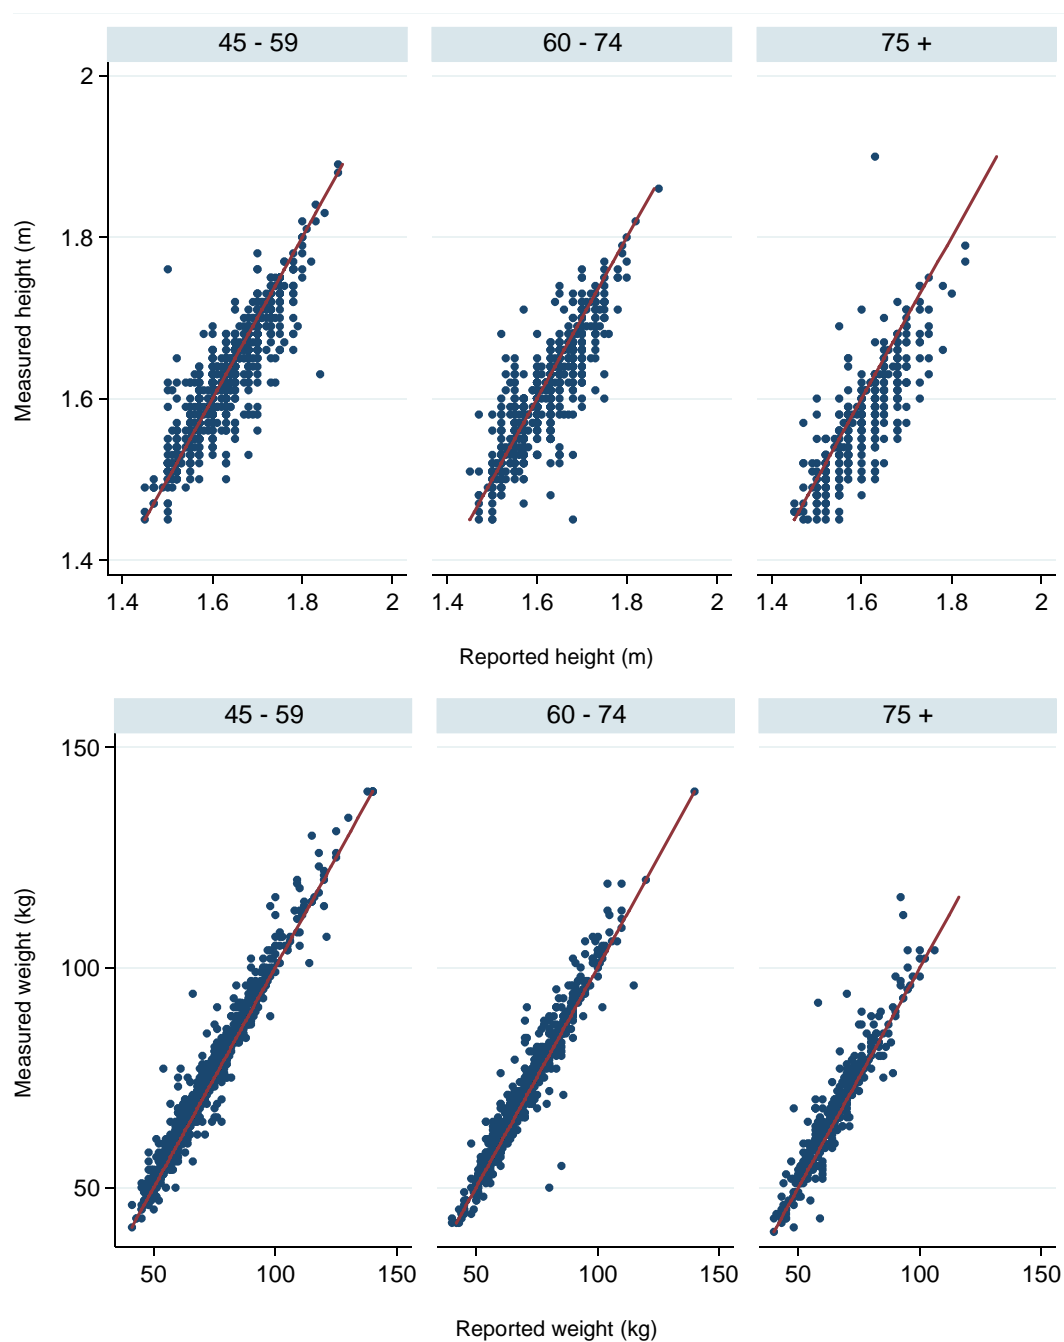 45 - 59 60 - 74 75 +
2
1.8
1.6
1.4
Measured height (m)
1.4 1.6 1.8 2 1.4 1.6 1.8 2 1.4 1.6 1.8 2
Reported height (m)
45 - 59 60 - 74 75 +
150
100
50
Measured weight (kg)
50 100 150 50 100 150 50 100 150
Reported weight (kg)